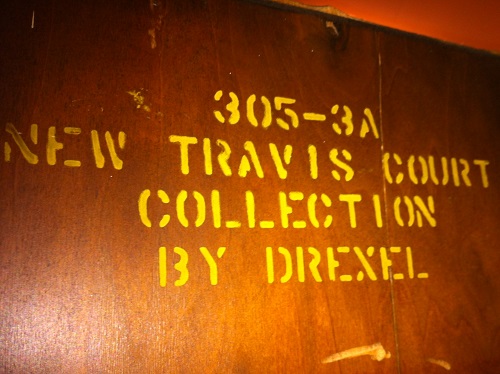 305-3A
NEW TRAVIS COURT
COLLECTION
BY DREXEL